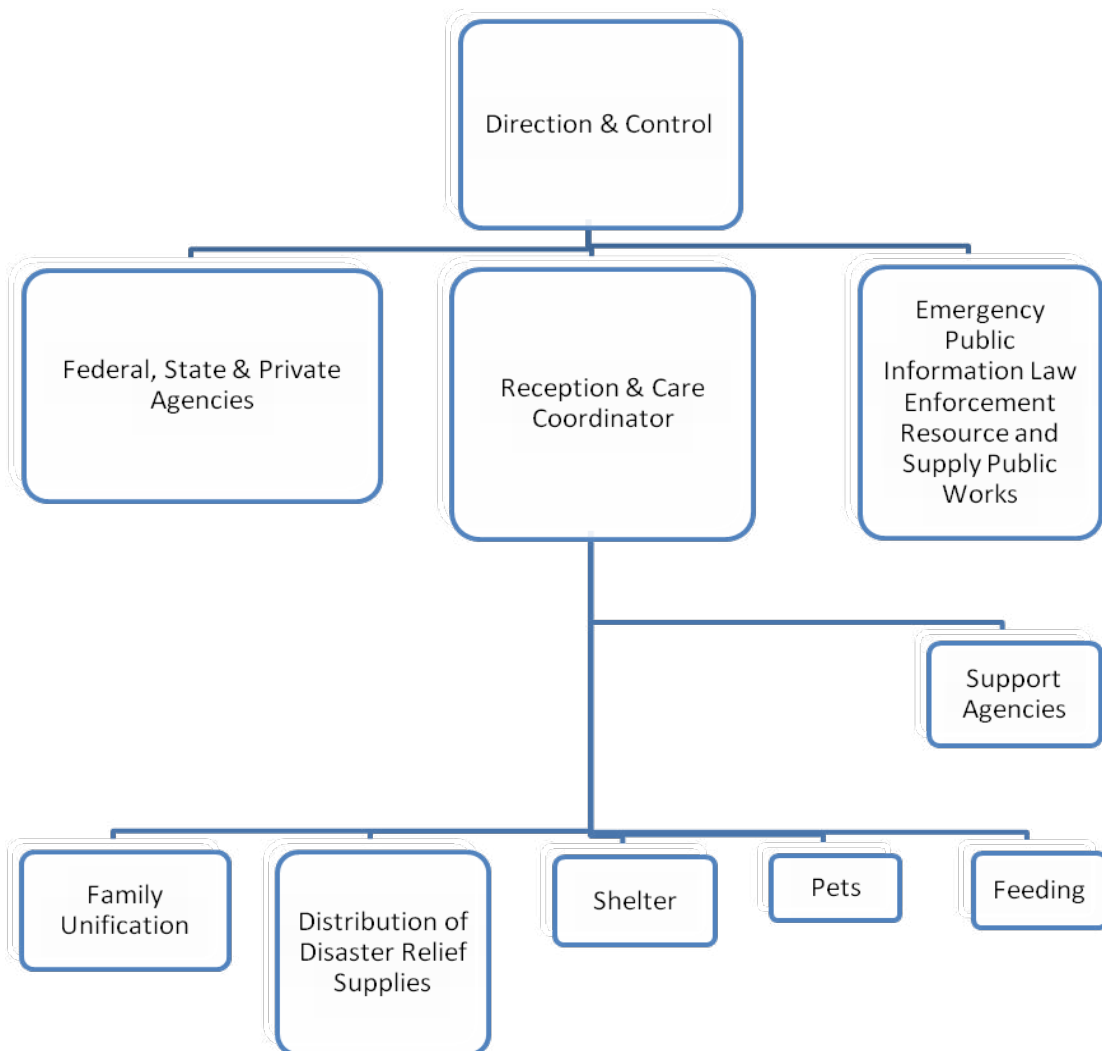 Direction & Control
Federal, State & Private
Agencies
Reception & Care
Coordinator
Emergency
Public
Information Law
Enforcement
Resource and
Supply Public
Works
Support
Agencies
Family
Unification
Distribution of
Disaster Relief
Supplies
Shelter
Pets
Feeding